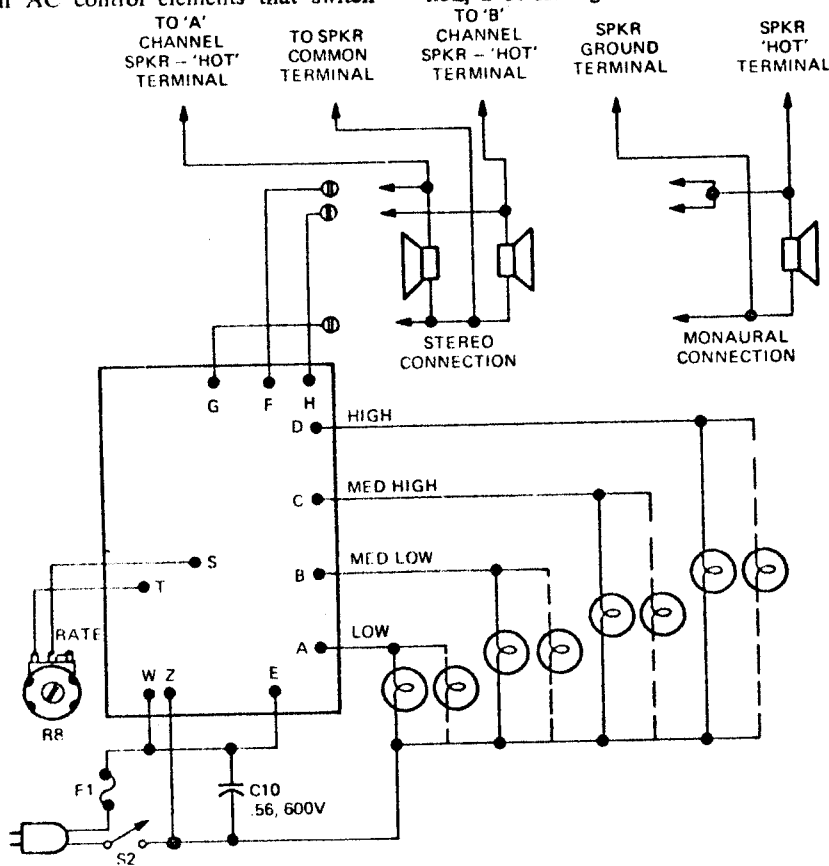 AC control elements that switch
TO 'A'
CHANNEL
SPKR – 'HOT'
TERMINAL
TO SPKR
COMMON
TERMINAL
TO 'B'
CHANNEL
SPKR – 'HOT'
TERMINAL
SPKR
GROUND
TERMINAL
SPKR
'HOT'
TERMINAL
STEREO
CONNECTION
MONAURAL
CONNECTION
G
F
H
D
HIGH
C
MED HIGH
S
B
MED LOW
T
RATE
A
LOW
W
Z
E
R8
F1
C10
.56, 600V
S2